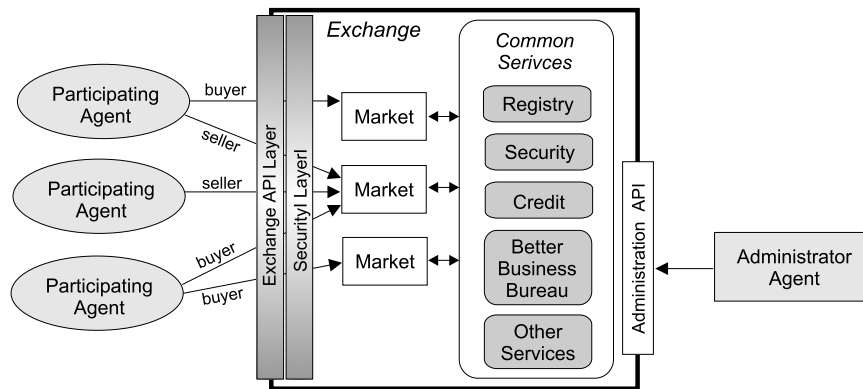 Exchange
Common
Serivces
Participating
Agent
buyer
seller
Participating
Agent
seller
Participating
Agent
buyer
buyer
Exchange API Layer
Securityl Layerl
Market
Market
Market
Registry
Security
Credit
Better
Business
Bureau
Other
Services
Administration API
Administrator
Agent